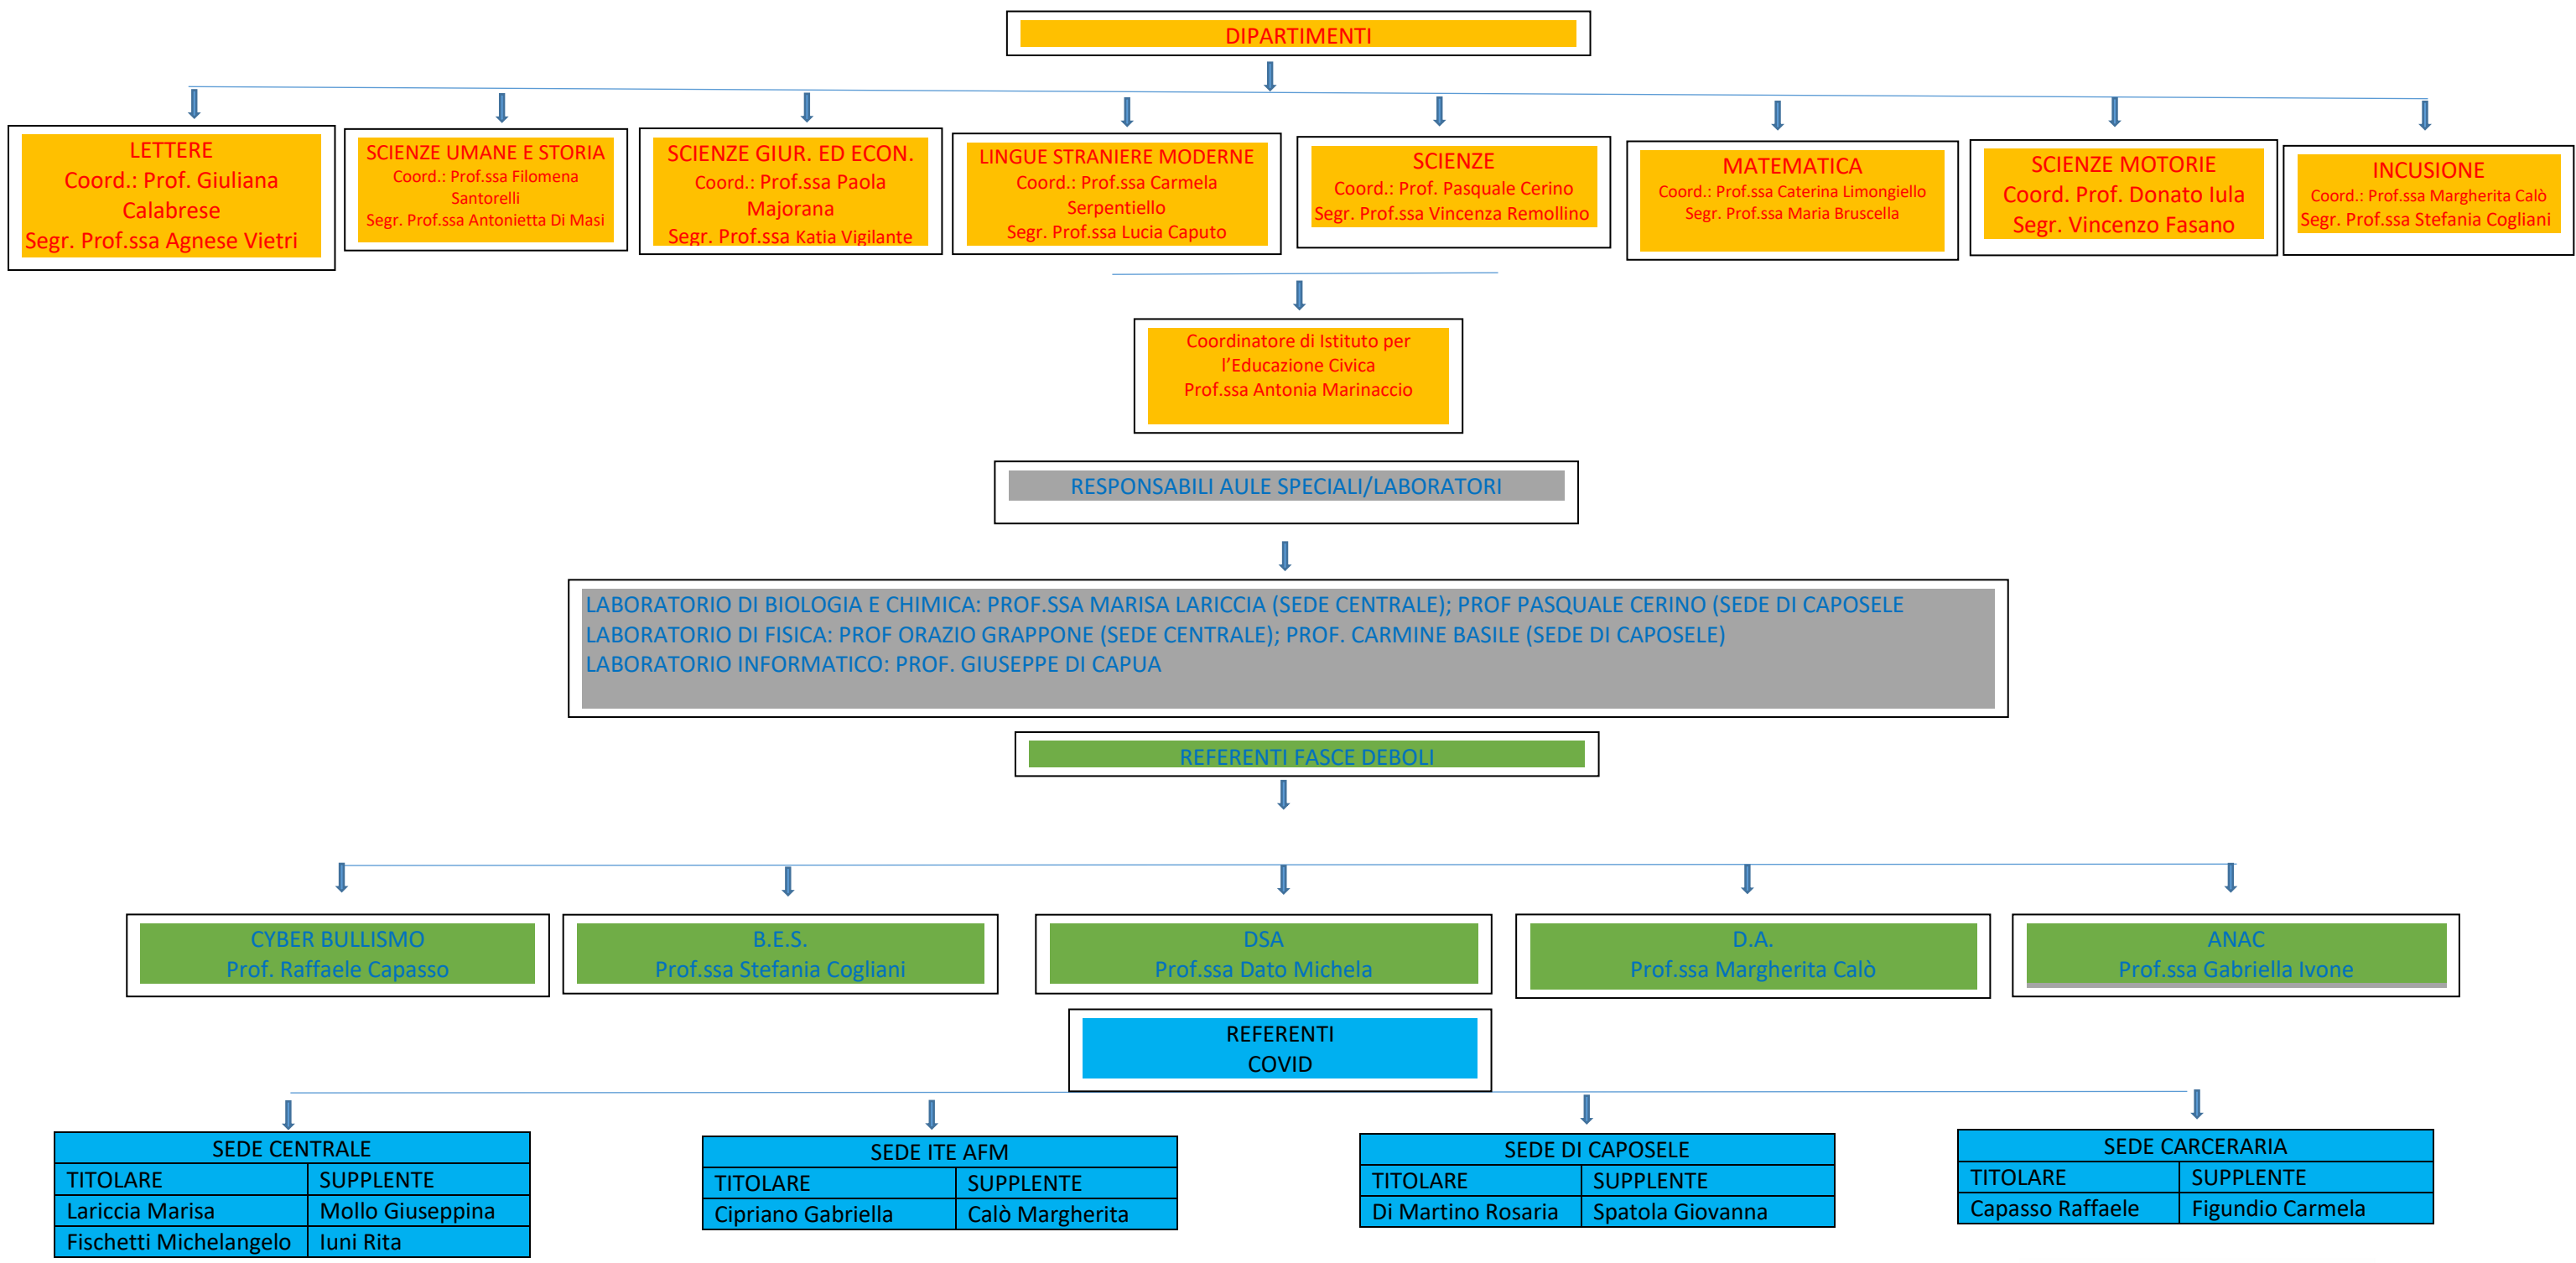 DIPARTIMENTI
LETTERE
Coord.: Prof. Giuliana
Calabrese
Segr. Prof.ssa Agnese Vietri
SCIENZE UMANE E STORIA
Coord.: Prof.ssa Filomena
Santorelli
Segr. Prof.ssa Antonietta Di Masi
SCIENZE GIUR. ED ECON.
Coord.: Prof.ssa Paola
Majorana
Segr. Prof.ssa Katia Vigilante
LINGUE STRANIERE MODERNE
Coord.: Prof.ssa Carmela
Serpentiello
Segr. Prof.ssa Lucia Caputo
SCIENZE
Coord.: Prof. Pasquale Cerino
Segr. Prof.ssa Vincenza Remollino
MATEMATICA
Coord.: Prof.ssa Caterina Limongiello
Segr. Prof.ssa Maria Bruscella
SCIENZE MOTORIE
Coord. Prof. Donato Iula
Segr. Vincenzo Fasano
INCUSIONE
Coord.: Prof.ssa Margherita Calò
Segr. Prof.ssa Stefania Cogliani
Coordinatore di Istituto per
l’Educazione Civica
Prof.ssa Antonia Marinaccio
RESPONSABILI AULE SPECIALI/LABORATORI
LABORATORIO DI BIOLOGIA E CHIMICA: PROF.SSA MARISA LARICCIA (SEDE CENTRALE); PROF PASQUALE CERINO (SEDE DI CAPOSELE
LABORATORIO DI FISICA: PROF ORAZIO GRAPPONE (SEDE CENTRALE); PROF. CARMINE BASILE (SEDE DI CAPOSELE)
LABORATORIO INFORMATICO: PROF. GIUSEPPE DI CAPUA
REFERENTI FASCE DEBOLI
CYBER BULLISMO
Prof. Raffaele Capasso
B.E.S.
Prof.ssa Stefania Cogliani
DSA
Prof.ssa Dato Michela
D.A.
Prof.ssa Margherita Calò
ANAC
Prof.ssa Gabriella Ivone
REFERENTI
COVID
SEDE CENTRALE
TITOLARE SUPPLENTE
Lariccia Marisa Mollo Giuseppina
Fischetti Michelangelo Iuni Rita
SEDE ITE AFM
TITOLARE SUPPLENTE
Cipriano Gabriella Calò Margherita
SEDE DI CAPOSELE
TITOLARE SUPPLENTE
Di Martino Rosaria Spatola Giovanna
SEDE CARCERARIA
TITOLARE SUPPLENTE
Capasso Raffaele Figundio Carmela